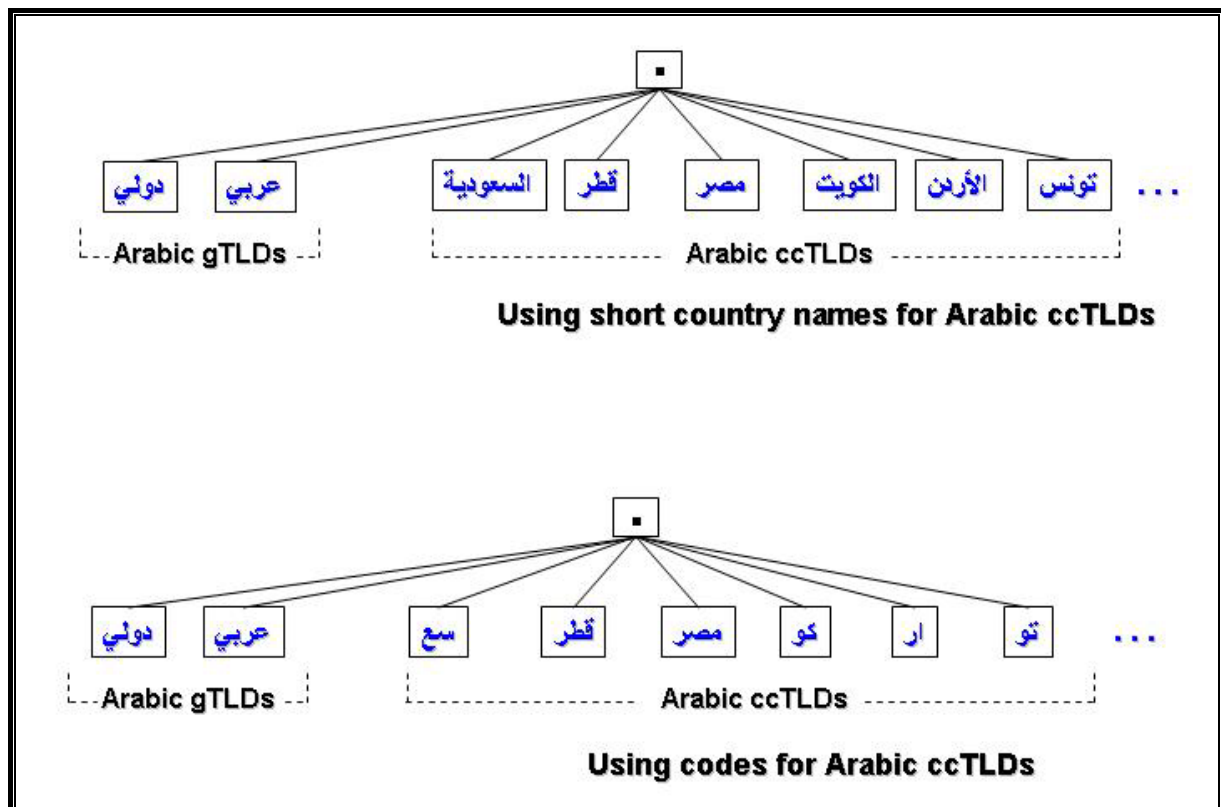 .
دولي عربي السعودية قطر مصر الكويت الأردن تونس ...
Arabic gTLDs Arabic ccTLDs
Using short country names for Arabic ccTLDs
.
دولي عربي سع قطر مصر كو ار تو ...
Arabic gTLDs Arabic ccTLDs
Using codes for Arabic ccTLDs